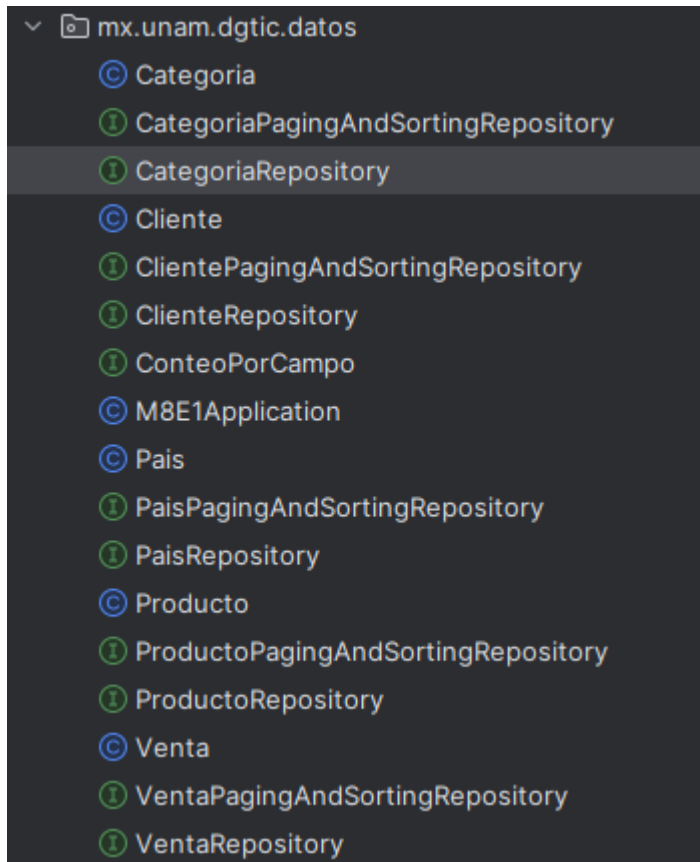 mx.unam.dgtic.datos
C Categoria
I CategoriaPagingAndSortingRepository
I CategoriaRepository
C Cliente
I ClientePagingAndSortingRepository
I ClienteRepository
I ConteoPorCampo
C M8E1Application
C Pais
I PaisPagingAndSortingRepository
I PaisRepository
C Producto
I ProductoPagingAndSortingRepository
I ProductoRepository
C Venta
I VentaPagingAndSortingRepository
I VentaRepository